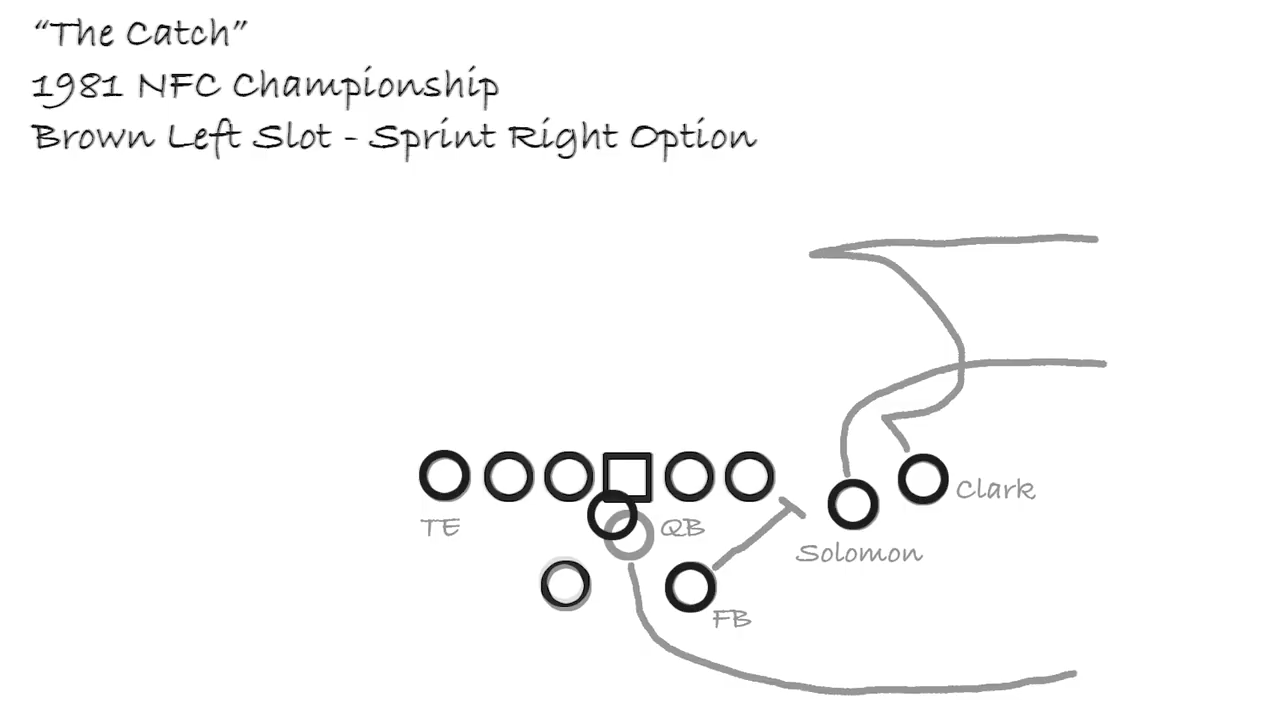 “The Catch”
1981 NFC Championship
Brown Left Slot - Sprint Right Option
Clark
TE
QB
Solomon
FB